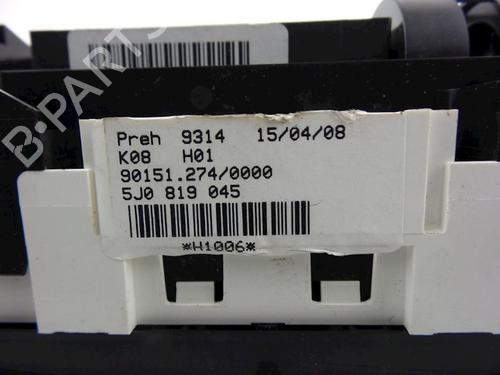 B-PARTS
Preh 9314 15/04/08
K08 H01
90151.274/0000
5J0 819 045
*H1006*